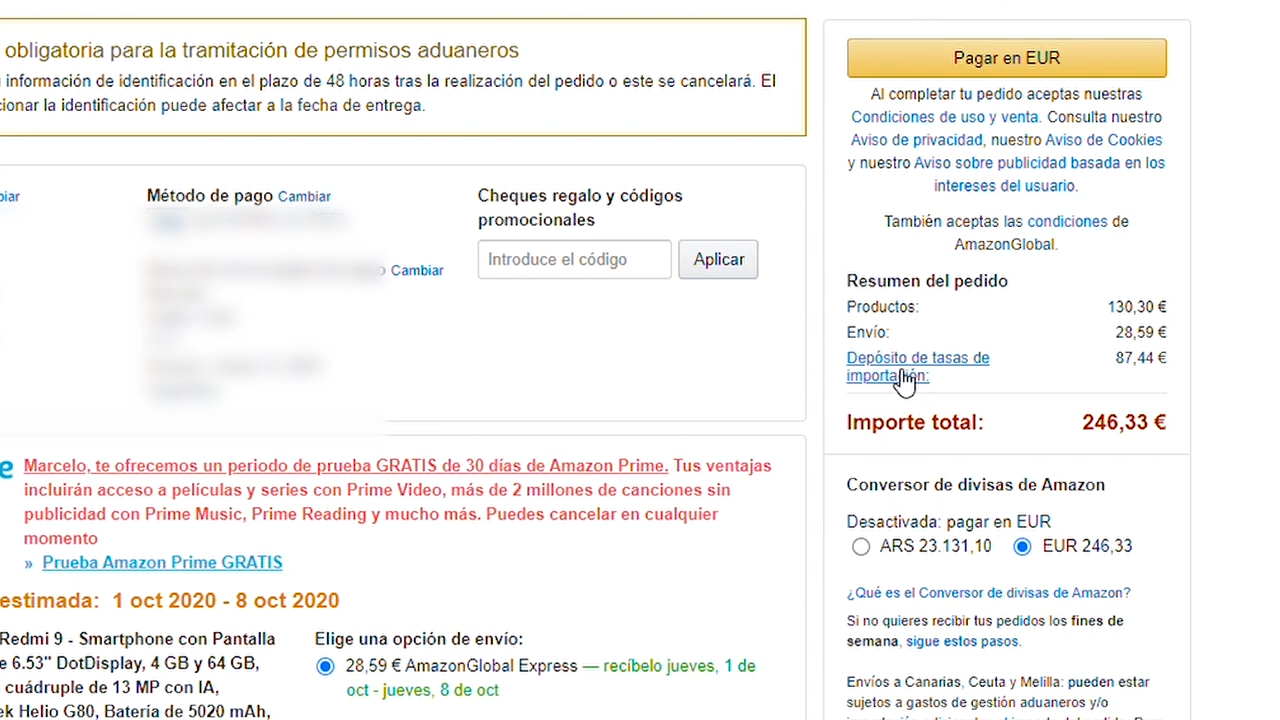 obligatoria para la tramitación de permisos aduaneros
información de identificación en el plazo de 48 horas tras la realización del pedido o este se cancelará. El
cionar la identificación puede afectar a la fecha de entrega.
biar
Método de pago Cambiar
Cambiar
Cheques regalo y códigos
promocionales
Introduce el código
Aplicar
Marcelo, te ofrecemos un periodo de prueba GRATIS de 30 días de Amazon Prime. Tus ventajas
incluirán acceso a películas y series con Prime Video, más de 2 millones de canciones sin
publicidad con Prime Music, Prime Reading y mucho más. Puedes cancelar en cualquier
momento
» Prueba Amazon Prime GRATIS
estimada: 1 oct 2020 - 8 oct 2020
Redmi 9 - Smartphone con Pantalla
e 6.53" DotDisplay, 4 GB y 64 GB,
cuádruple de 13 MP con IA,
ek Helio G80, Batería de 5020 mAh,
Elige una opción de envío:
28,59 € AmazonGlobal Express — recíbelo jueves, 1 de
oct - jueves, 8 de oct
Pagar en EUR
Al completar tu pedido aceptas nuestras
Condiciones de uso y venta. Consulta nuestro
Aviso de privacidad, nuestro Aviso de Cookies
y nuestro Aviso sobre publicidad basada en los
intereses del usuario.
También aceptas las condiciones de
AmazonGlobal.
Resumen del pedido
Productos: 130,30 €
Envío: 28,59 €
Depósito de tasas de 87,44 €
importación:
Importe total: 246,33 €
Conversor de divisas de Amazon
Desactivada: pagar en EUR
ARS 23.131,10 EUR 246,33
¿Qué es el Conversor de divisas de Amazon?
Si no quieres recibir tus pedidos los fines de
semana, sigue estos pasos.
Envíos a Canarias, Ceuta y Melilla: pueden estar
sujetos a gastos de gestión aduaneros y/o